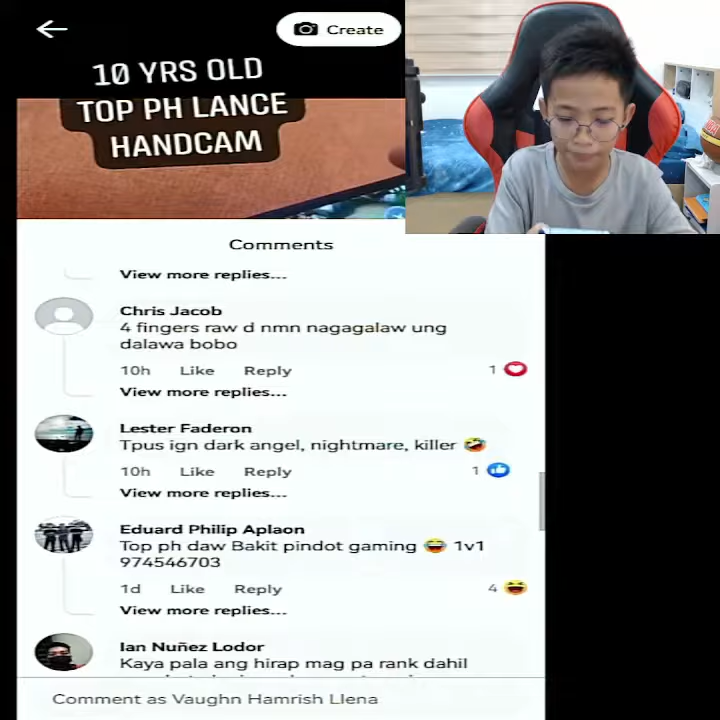 Create
10 YRS OLD
TOP PH LANCE
HANDCAM
Comments
View more replies...
Chris Jacob
4 fingers raw d nmn nagagalaw ung
dalawa bobo
10h Like Reply 1
View more replies...
Lester Faderon
Tpus ign dark angel, nightmare, killer 🤣
10h Like Reply 1
View more replies...
Eduard Philip Aplaon
Top ph daw Bakit pindot gaming 😂 1v1
974546703
1d Like Reply 4
View more replies...
Ian Nuñez Lodor
Kaya pala ang hirap mag pa rank dahil
Comment as Vaughn Hamrish Llena